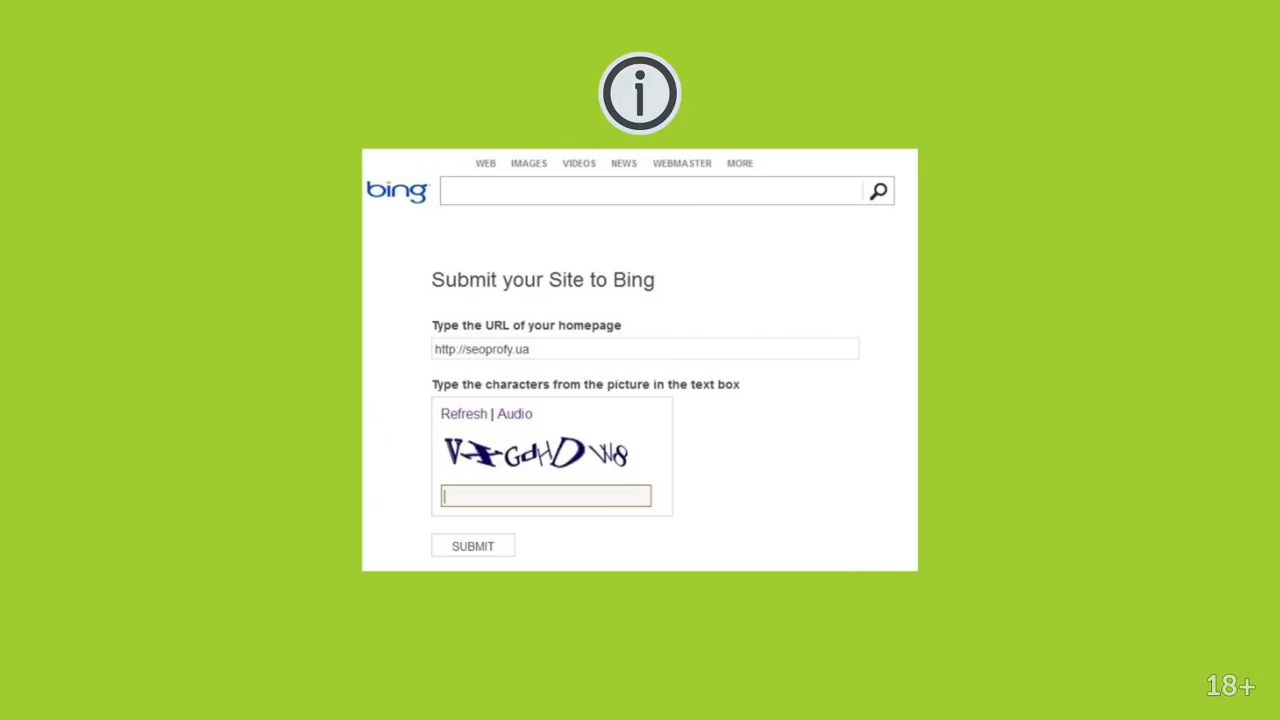 i
WEB IMAGES VIDEOS NEWS WEBMASTER MORE
bing
Submit your Site to Bing
Type the URL of your homepage
http://seoprofy.ua
Type the characters from the picture in the text box
Refresh | Audio
SUBMIT
18+